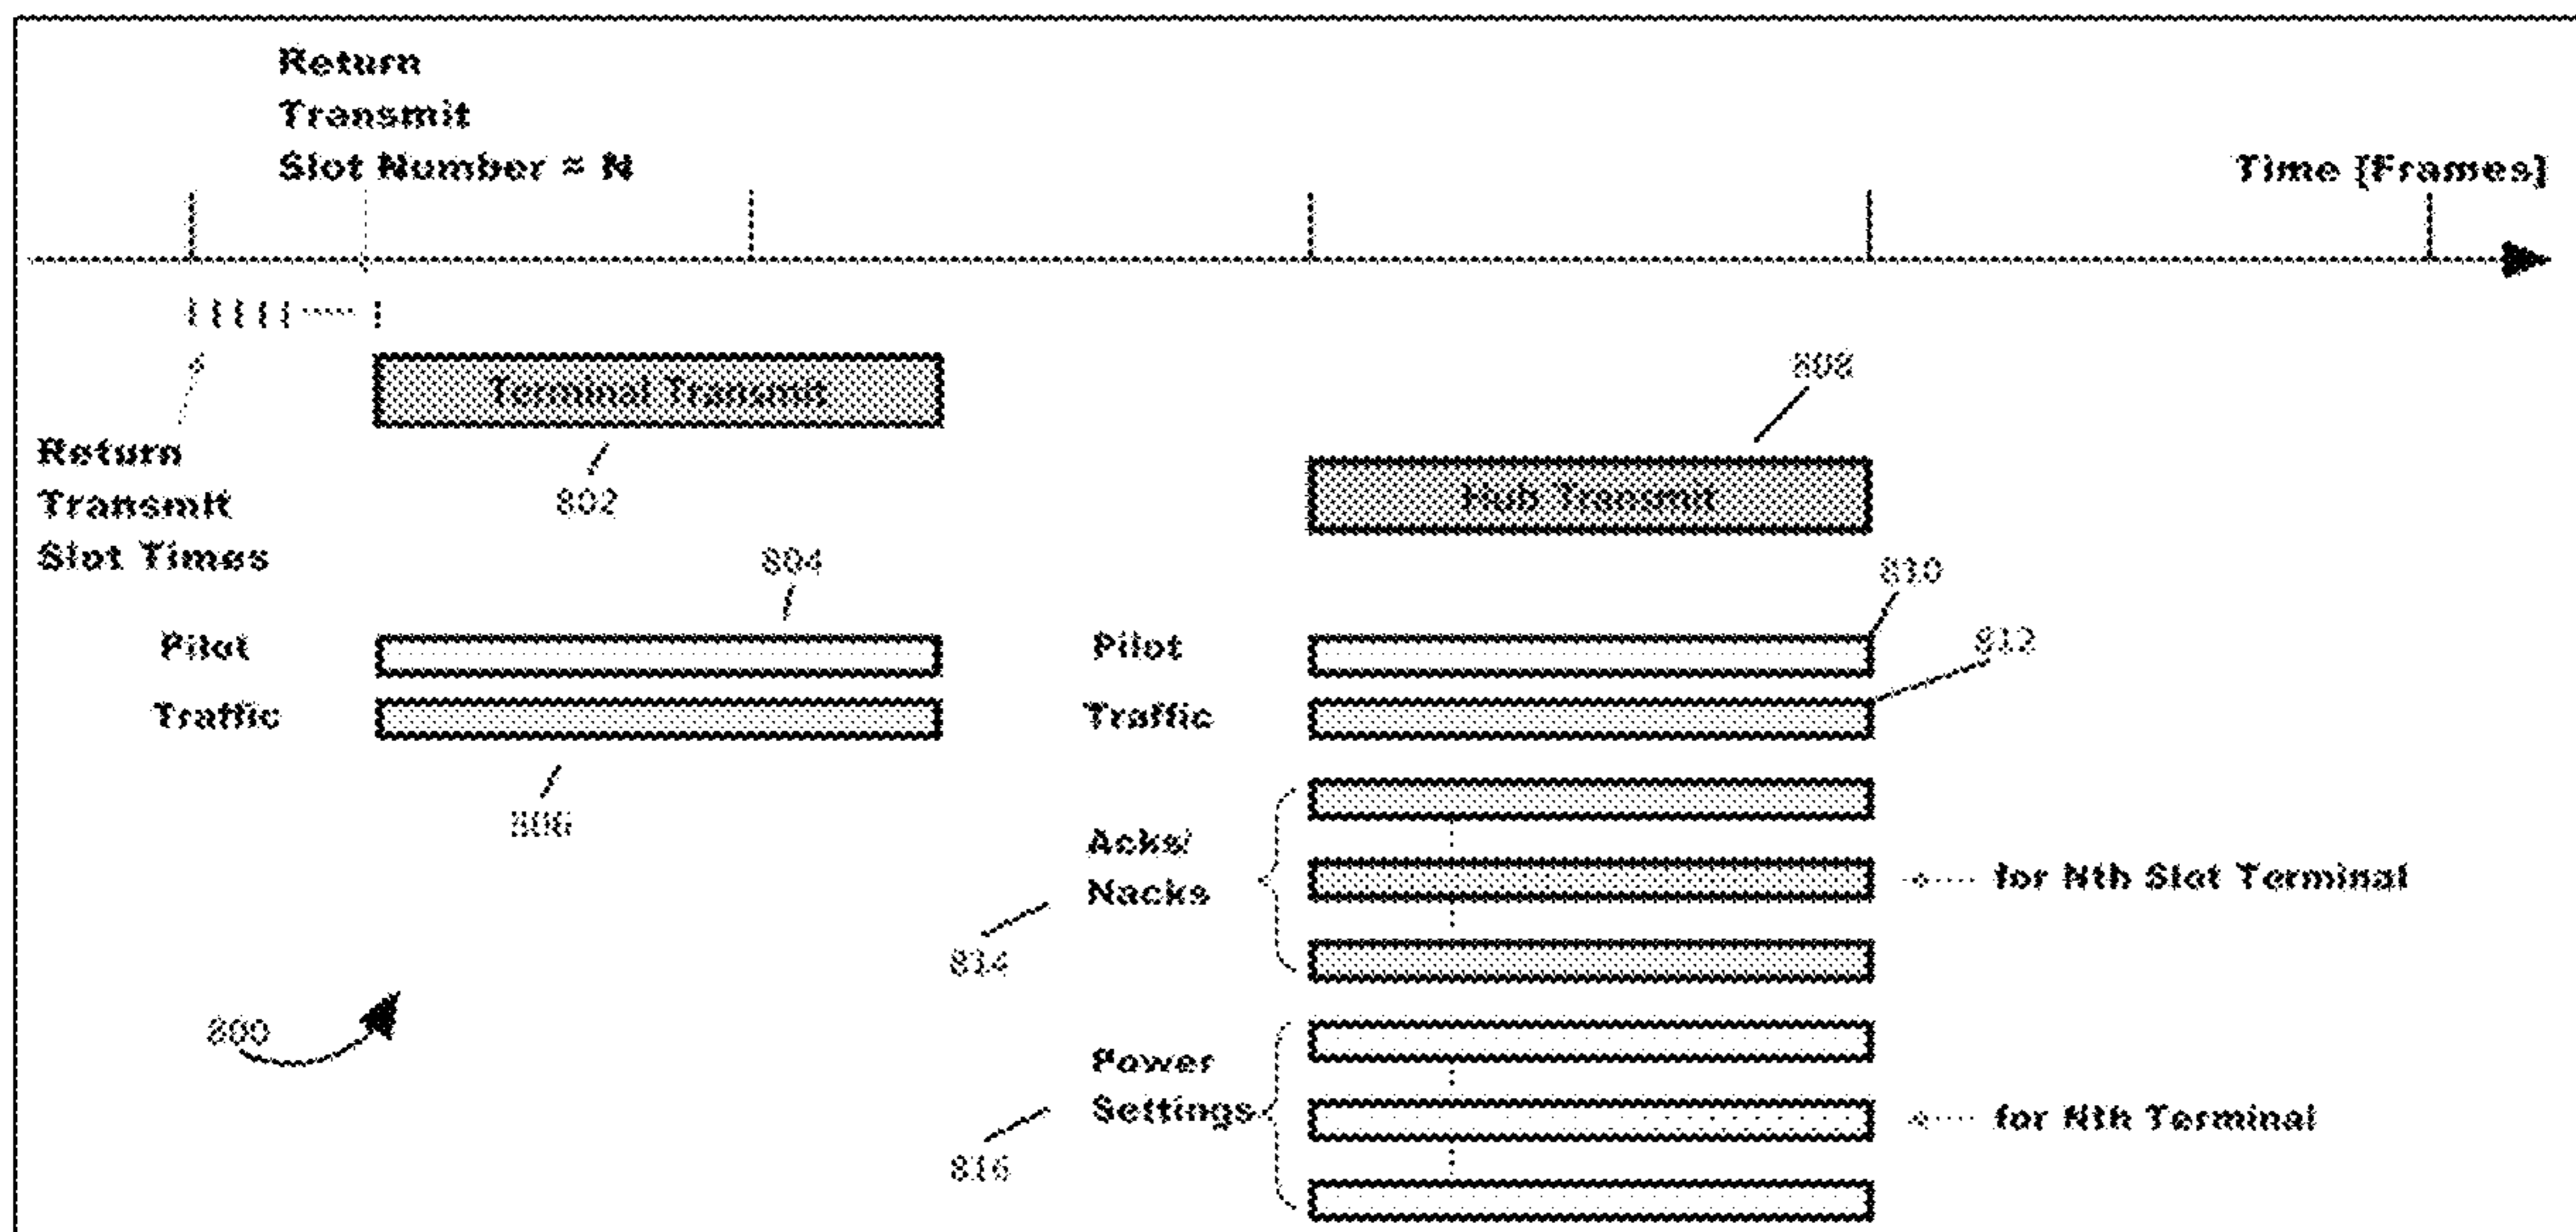 Return
Transmit
Slot Number = N
Time [Frames]
Terminal Transmit
808
Return
Transmit
Slot Times
802
Hub Transmit
804
810
Pilot
Pilot
812
Traffic
Traffic
806
Acks/
Nacks
for Nth Slot Terminal
814
800
Power
Settings
for Nth Terminal
816